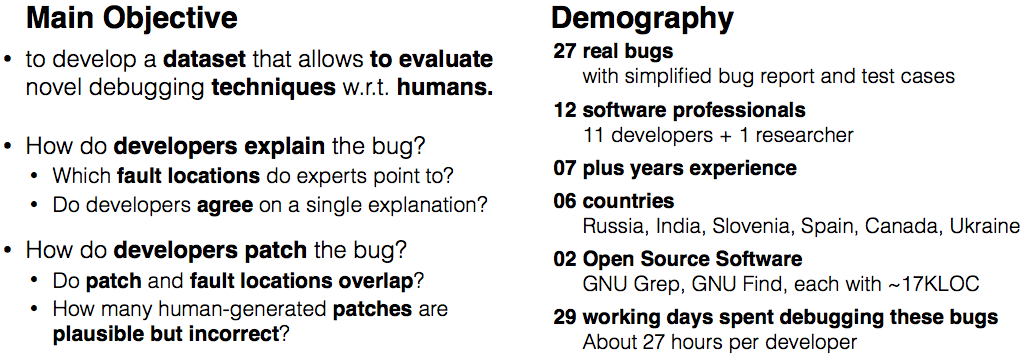 Main Objective
• to develop a dataset that allows to evaluate
novel debugging techniques w.r.t. humans.
• How do developers explain the bug?
• Which fault locations do experts point to?
• Do developers agree on a single explanation?
• How do developers patch the bug?
• Do patch and fault locations overlap?
• How many human-generated patches are
plausible but incorrect?
Demography
27 real bugs
with simplified bug report and test cases
12 software professionals
11 developers + 1 researcher
07 plus years experience
06 countries
Russia, India, Slovenia, Spain, Canada, Ukraine
02 Open Source Software
GNU Grep, GNU Find, each with ~17KLOC
29 working days spent debugging these bugs
About 27 hours per developer